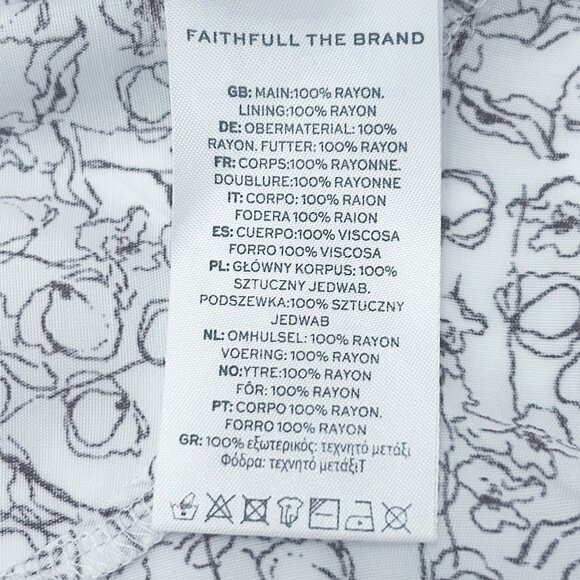 FAITHFULL THE BRAND
GB: MAIN:100% RAYON.
LINING:100% RAYON
DE: OBERMATERIAL: 100%
RAYON. FUTTER: 100% RAYON
FR: CORPS:100% RAYONNE.
DOUBLURE:100% RAYONNE
IT: CORPO: 100% RAION
FODERA 100% RAION
ES: CUERPO:100% VISCOSA
FORRO 100% VISCOSA
PL: GŁÓWNY KORPUS: 100%
SZTUCZNY JEDWAB.
PODSZEWKA:100% SZTUCZNY
JEDWAB
NL: OMHULSEL: 100% RAYON
VOERING: 100% RAYON
NO:YTRE: 100% RAYON
FÔR: 100% RAYON
PT: CORPO 100% RAYON.
FORRO 100% RAYON
GR: 100% εξωτερικός: τεχνητό μετάξι
Φόδρα: τεχνητό μετάξιΤ